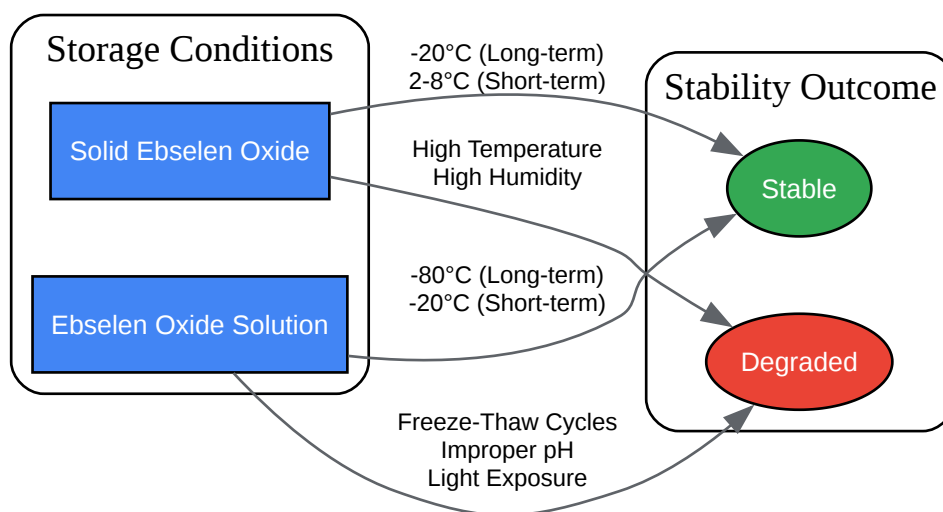 Storage Conditions
Solid Ebselen Oxide
Ebselen Oxide Solution
-20°C (Long-term)
2-8°C (Short-term)
High Temperature
High Humidity
-80°C (Long-term)
-20°C (Short-term)
Freeze-Thaw Cycles
Improper pH
Light Exposure
Stability Outcome
Stable
Degraded